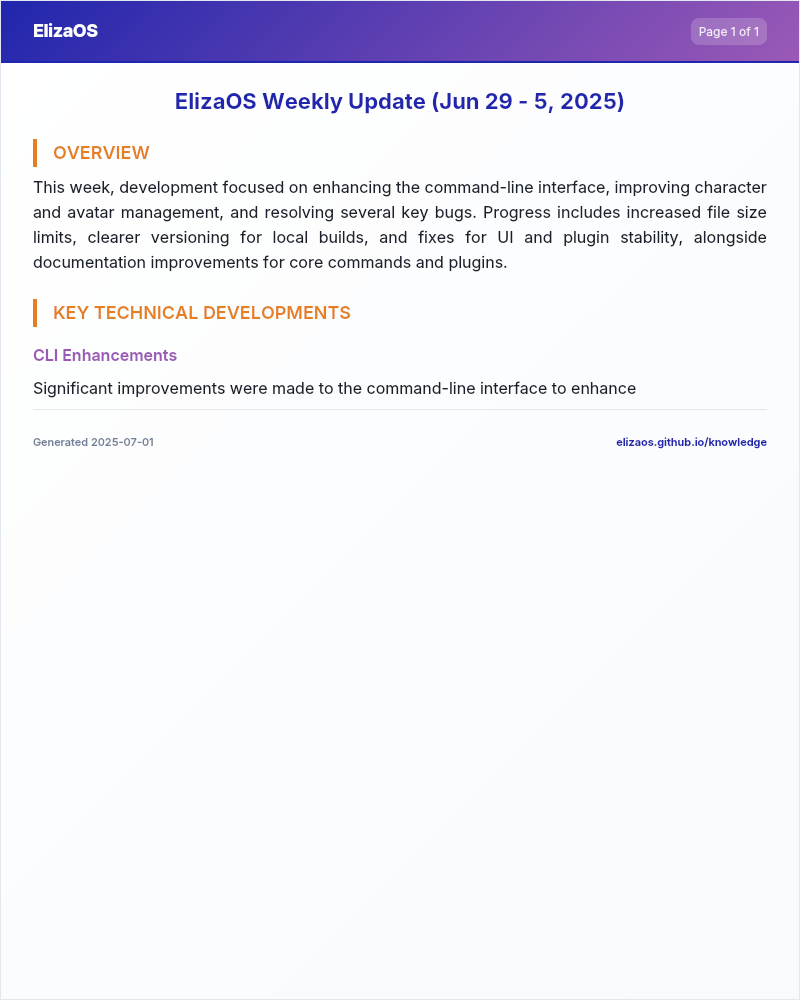 ElizaOS
Page 1 of 1
ElizaOS Weekly Update (Jun 29 - 5, 2025)
OVERVIEW
This week, development focused on enhancing the command-line interface, improving character
and avatar management, and resolving several key bugs. Progress includes increased file size
limits, clearer versioning for local builds, and fixes for UI and plugin stability, alongside
documentation improvements for core commands and plugins.
KEY TECHNICAL DEVELOPMENTS
CLI Enhancements
Significant improvements were made to the command-line interface to enhance
Generated 2025-07-01
elizaos.github.io/knowledge